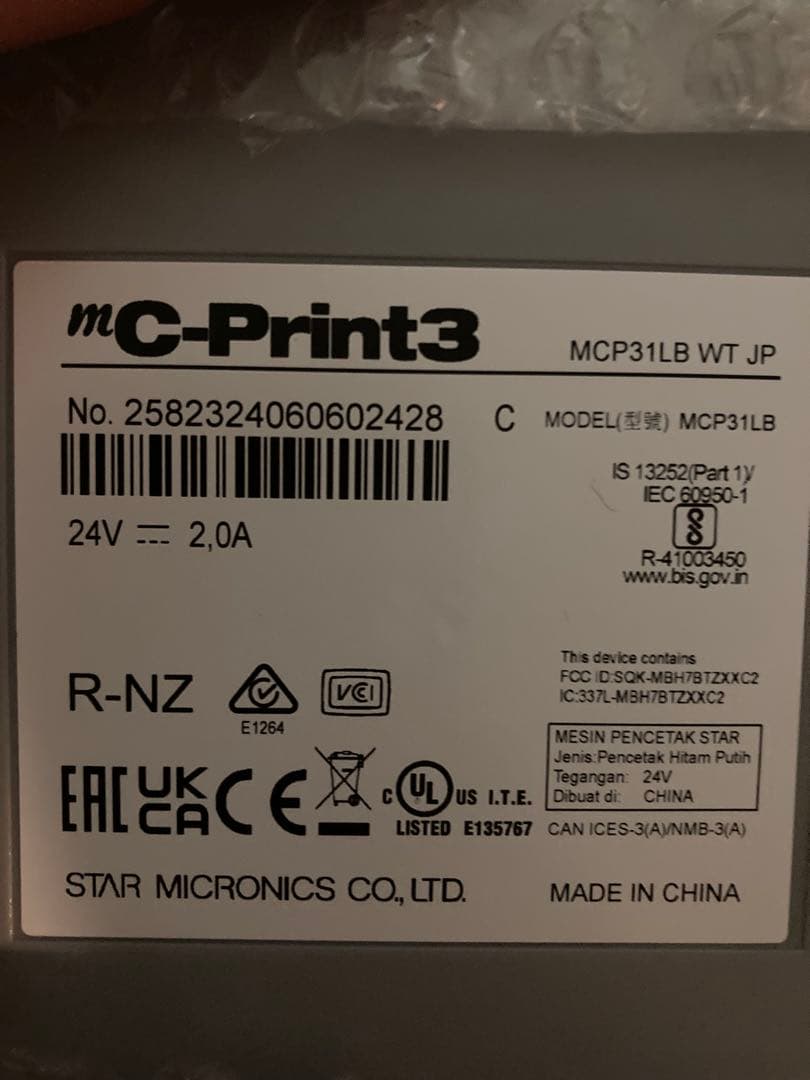 mC-Print3
MCP31LB WT JP
No. 2582324060602428 C
MODEL(型號) MCP31LB
24V ⎓ 2,0A
IS 13252(Part 1)/
IEC 60950-1
R-41003450
www.bis.gov.in
R-NZ
E1264
VCI
This device contains
FCC ID:SQK-MBH7BTZXXC2
IC:337L-MBH7BTZXXC2
MESIN PENCETAK STAR
Jenis:Pencetak Hitam Putih
Tegangan: 24V
Dibuat di: CHINA
EAC UK CA CE C UL US I.T.E.
LISTED E135767
CAN ICES-3(A)/NMB-3(A)
STAR MICRONICS CO., LTD.
MADE IN CHINA